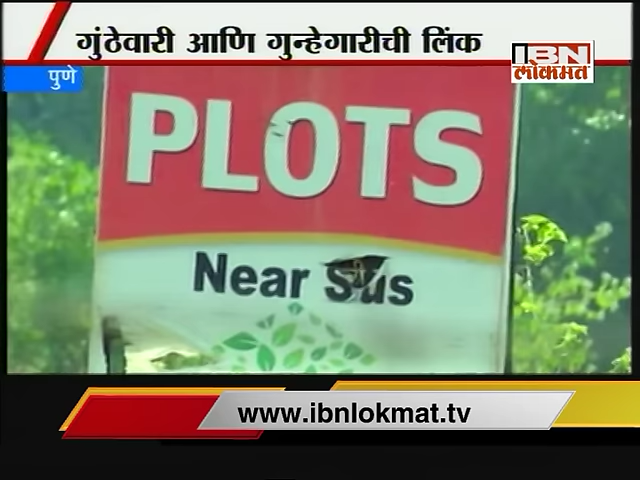 गुंठेवारी आणि गुन्हेगारीची लिंक
IBN
लोकमत
पुणे
PLOTS
Near Sus
www.ibnlokmat.tv